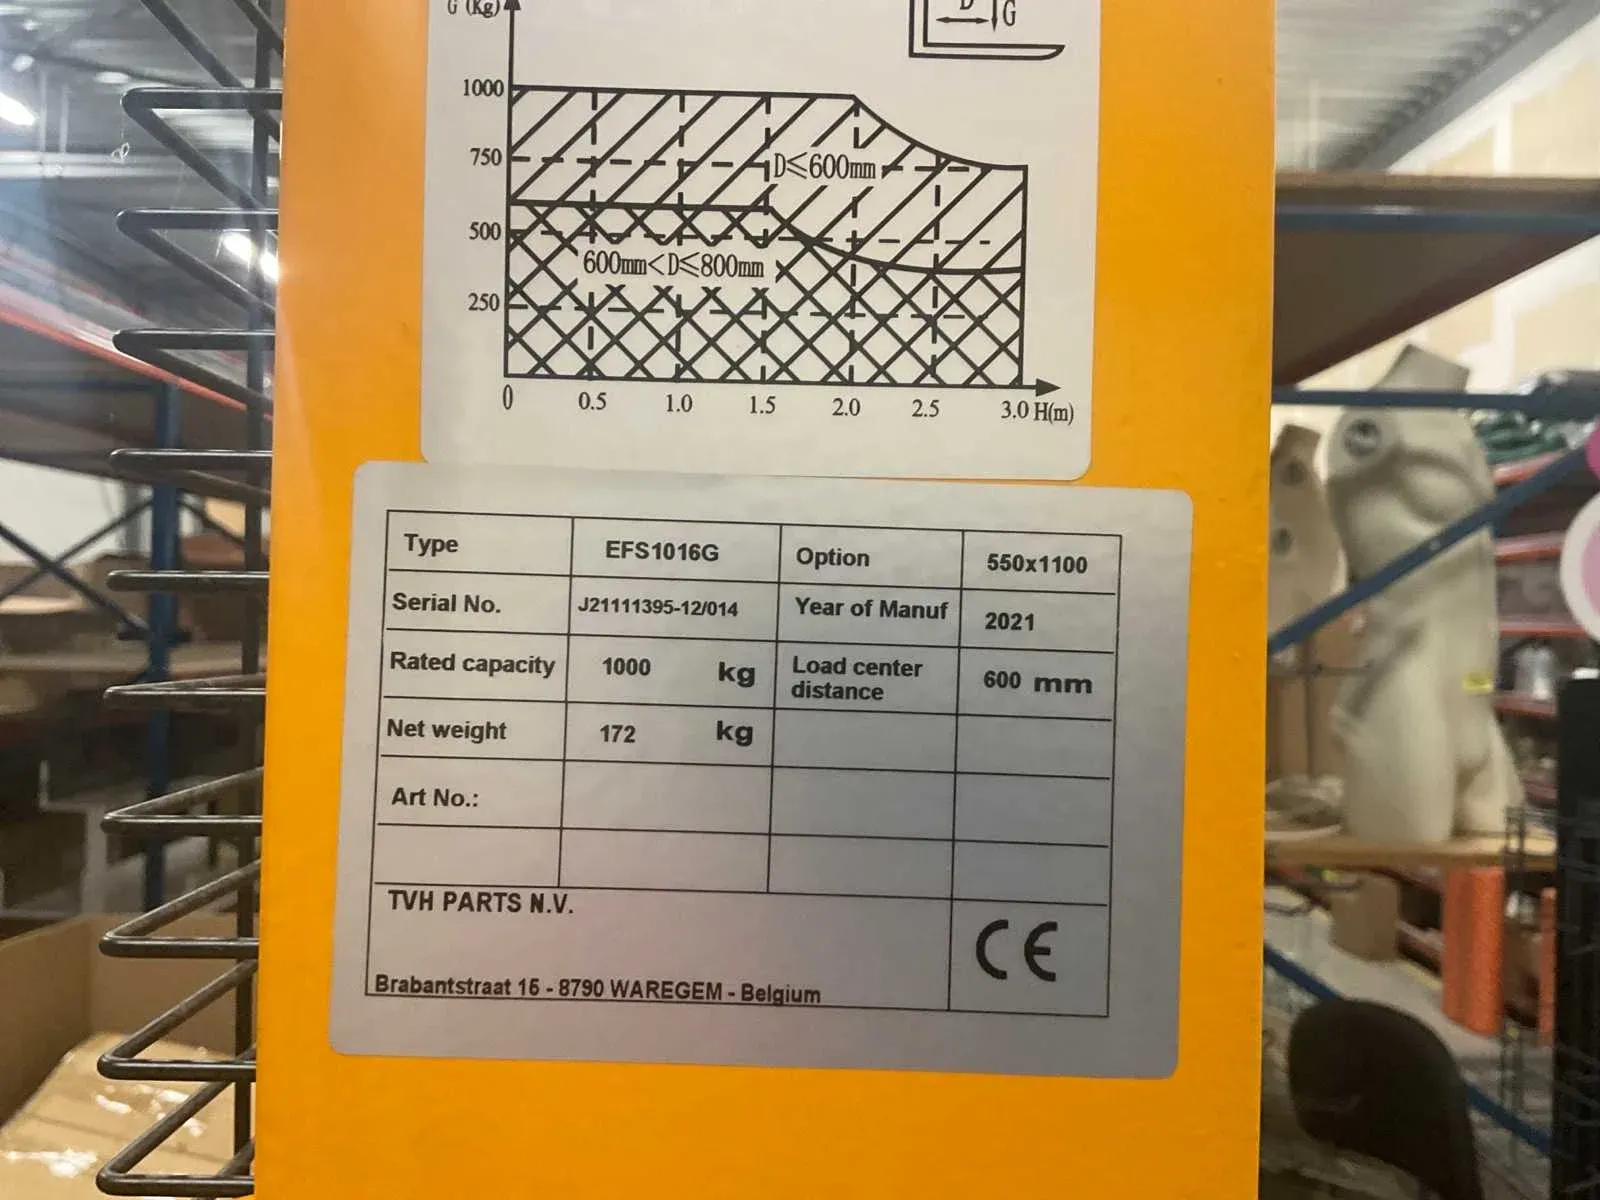 G (Kg)
D
G
1000
750
500
250
D≤600mm
600mm<D≤800mm
0 0.5 1.0 1.5 2.0 2.5 3.0 H(m)
Type EFS1016G Option 550x1100
Serial No. J21111395-12/014 Year of Manuf 2021
Rated capacity 1000 kg Load center distance 600 mm
Net weight 172 kg
Art No.:
TVH PARTS N.V.
CE
Brabantstraat 15 - 8790 WAREGEM - Belgium